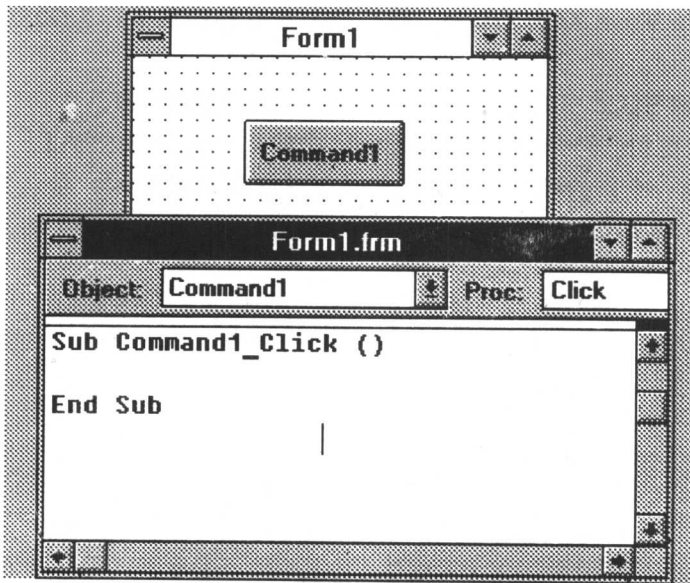 Form1
Command1
Form1.frm
Object: Command1 Proc: Click
Sub Command1_Click ()
End Sub